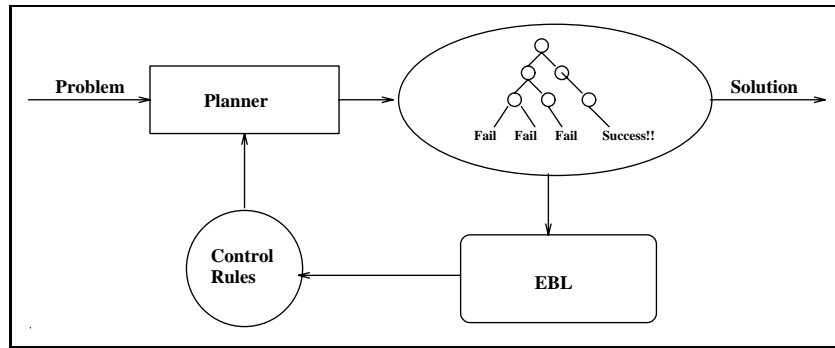 Problem
Planner
Solution
Fail Fail Fail Success!!
Control
Rules
EBL